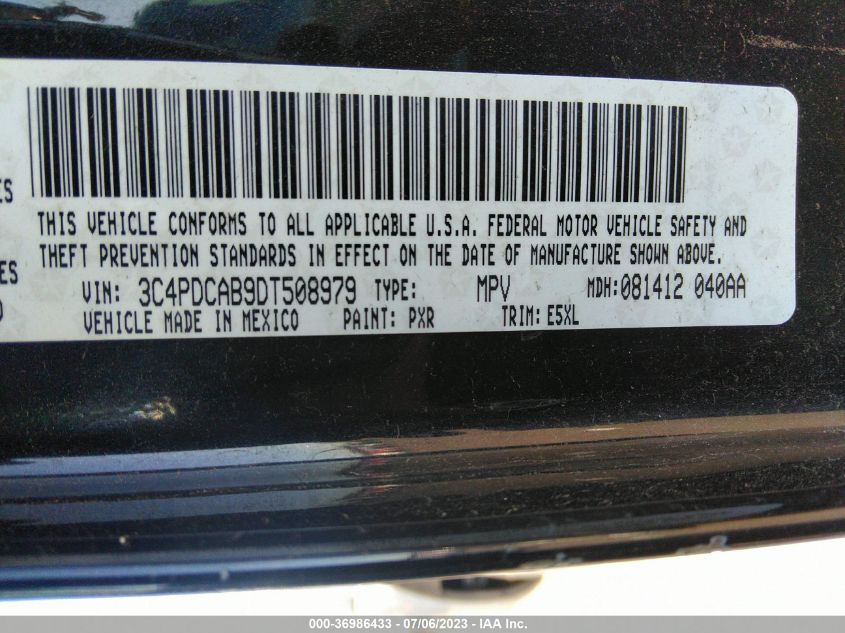 ES
THIS VEHICLE CONFORMS TO ALL APPLICABLE U.S.A. FEDERAL MOTOR VEHICLE SAFETY AND
THEFT PREVENTION STANDARDS IN EFFECT ON THE DATE OF MANUFACTURE SHOWN ABOVE.
ES
VIN: 3C4PDCAB9DT508979 TYPE: MPV MDH:081412 040AA
VEHICLE MADE IN MEXICO PAINT: PXR TRIM: E5XL
000-36986433 - 07/06/2023 - IAA Inc.